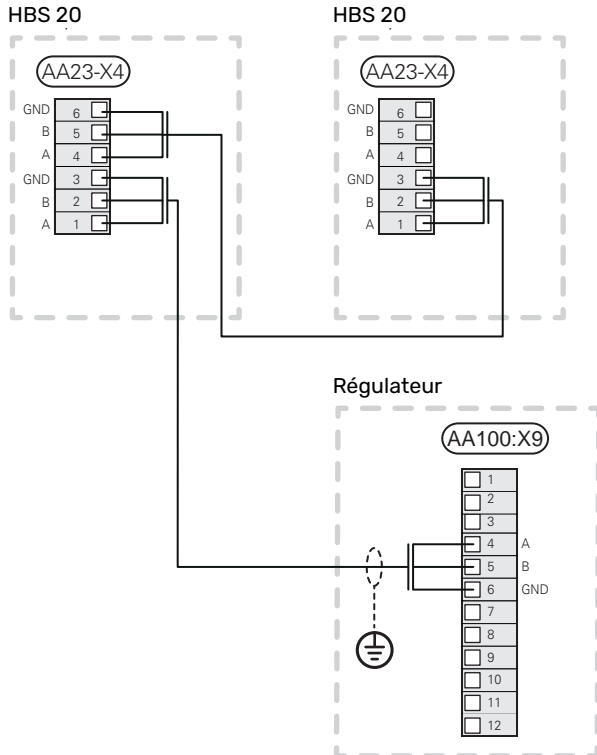 HBS 20
AA23-X4
GND 6
B 5
A 4
GND 3
B 2
A 1
HBS 20
AA23-X4
GND 6
B 5
A 4
GND 3
B 2
A 1
Régulateur
AA100:X9
1
2
3
4 A
5 B
6 GND
7
8
9
10
11
12